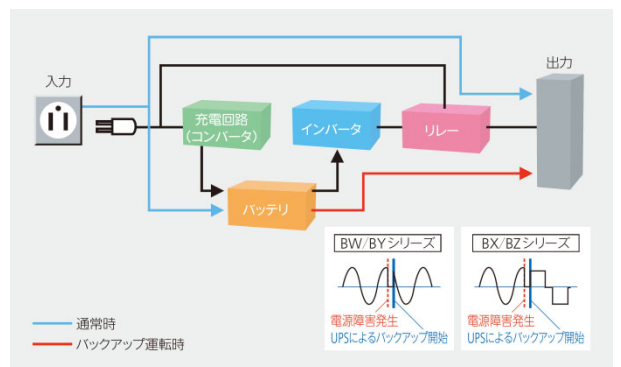 入力
出力
充電回路
(コンバータ)
インバータ
リレー
バッテリ
BW/BYシリーズ
BX/BZシリーズ
電源障害発生
UPSによるバックアップ開始
電源障害発生
UPSによるバックアップ開始
通常時
バックアップ運転時